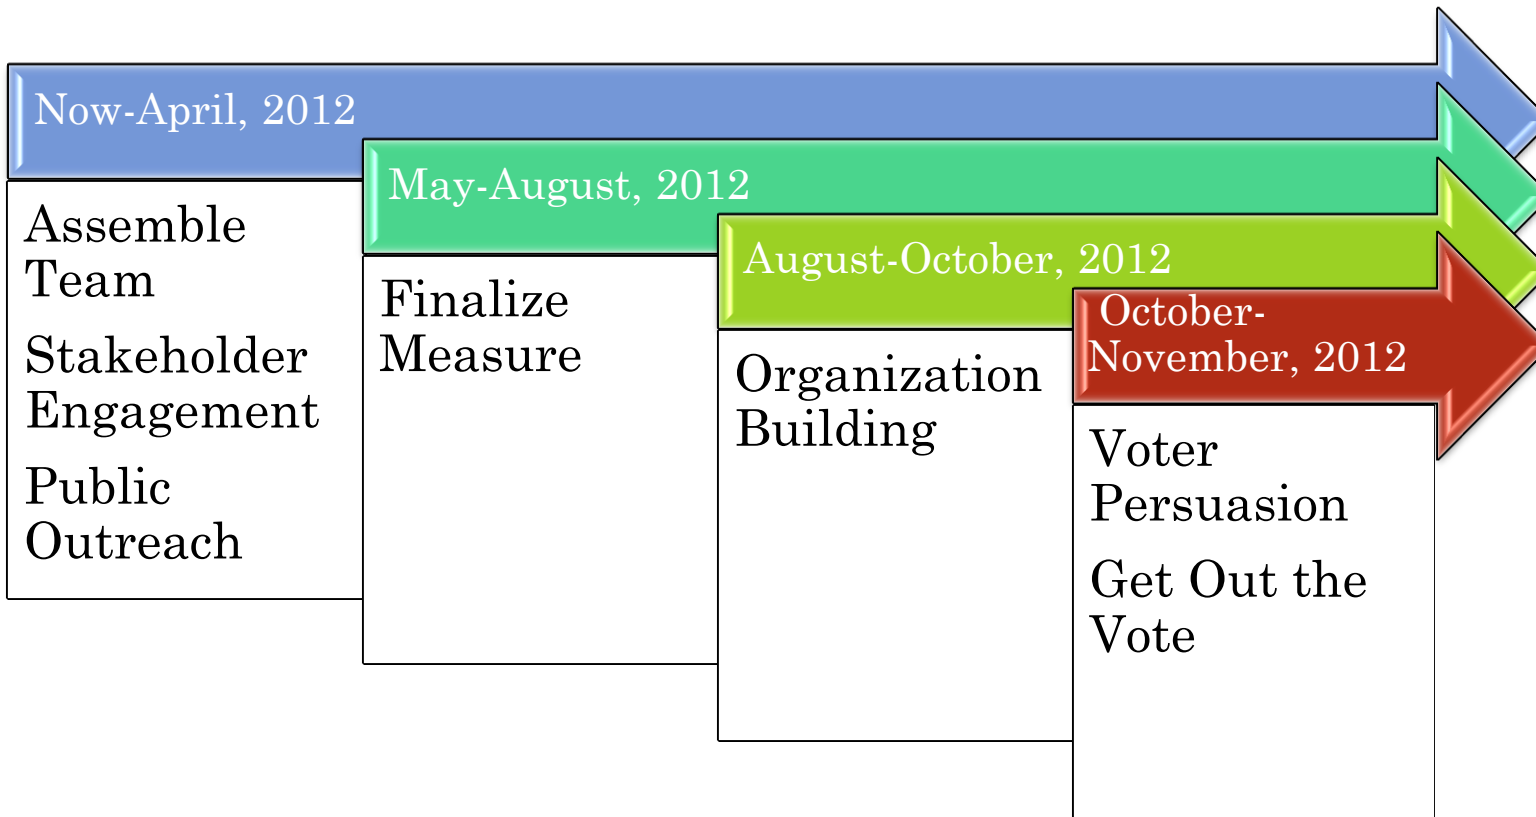 Now-April, 2012
Assemble
Team
Stakeholder
Engagement
Public
Outreach
May-August, 2012
Finalize
Measure
August-October, 2012
Organization
Building
October-
November, 2012
Voter
Persuasion
Get Out the
Vote